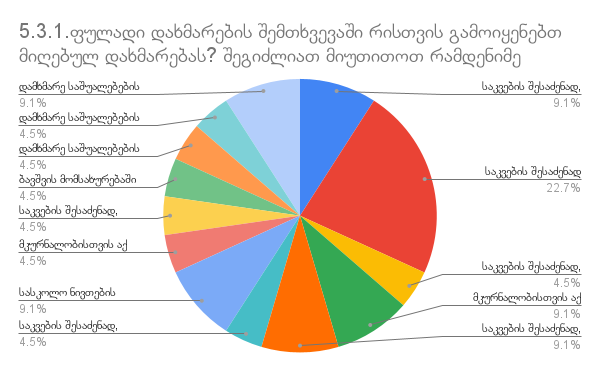 5.3.1.ფულადი დახმარების შემთხვევაში რისთვის გამოიყენებთ
მიღებულ დახმარებას? შეგიძლიათ მიუთითოთ რამდენიმე
დამხმარე საშუალებების
9.1%
დამხმარე საშუალებების
4.5%
დამხმარე საშუალებების
4.5%
ბავშვის მომსახურებაში
4.5%
საკვების შესაძენად,
4.5%
მკურნალობისთვის აქ
4.5%
სასკოლო ნივთების
9.1%
საკვების შესაძენად,
4.5%
საკვების შესაძენად,
9.1%
საკვების შესაძენად
22.7%
საკვების შესაძენად,
4.5%
მკურნალობისთვის აქ
9.1%
საკვების შესაძენად,
9.1%